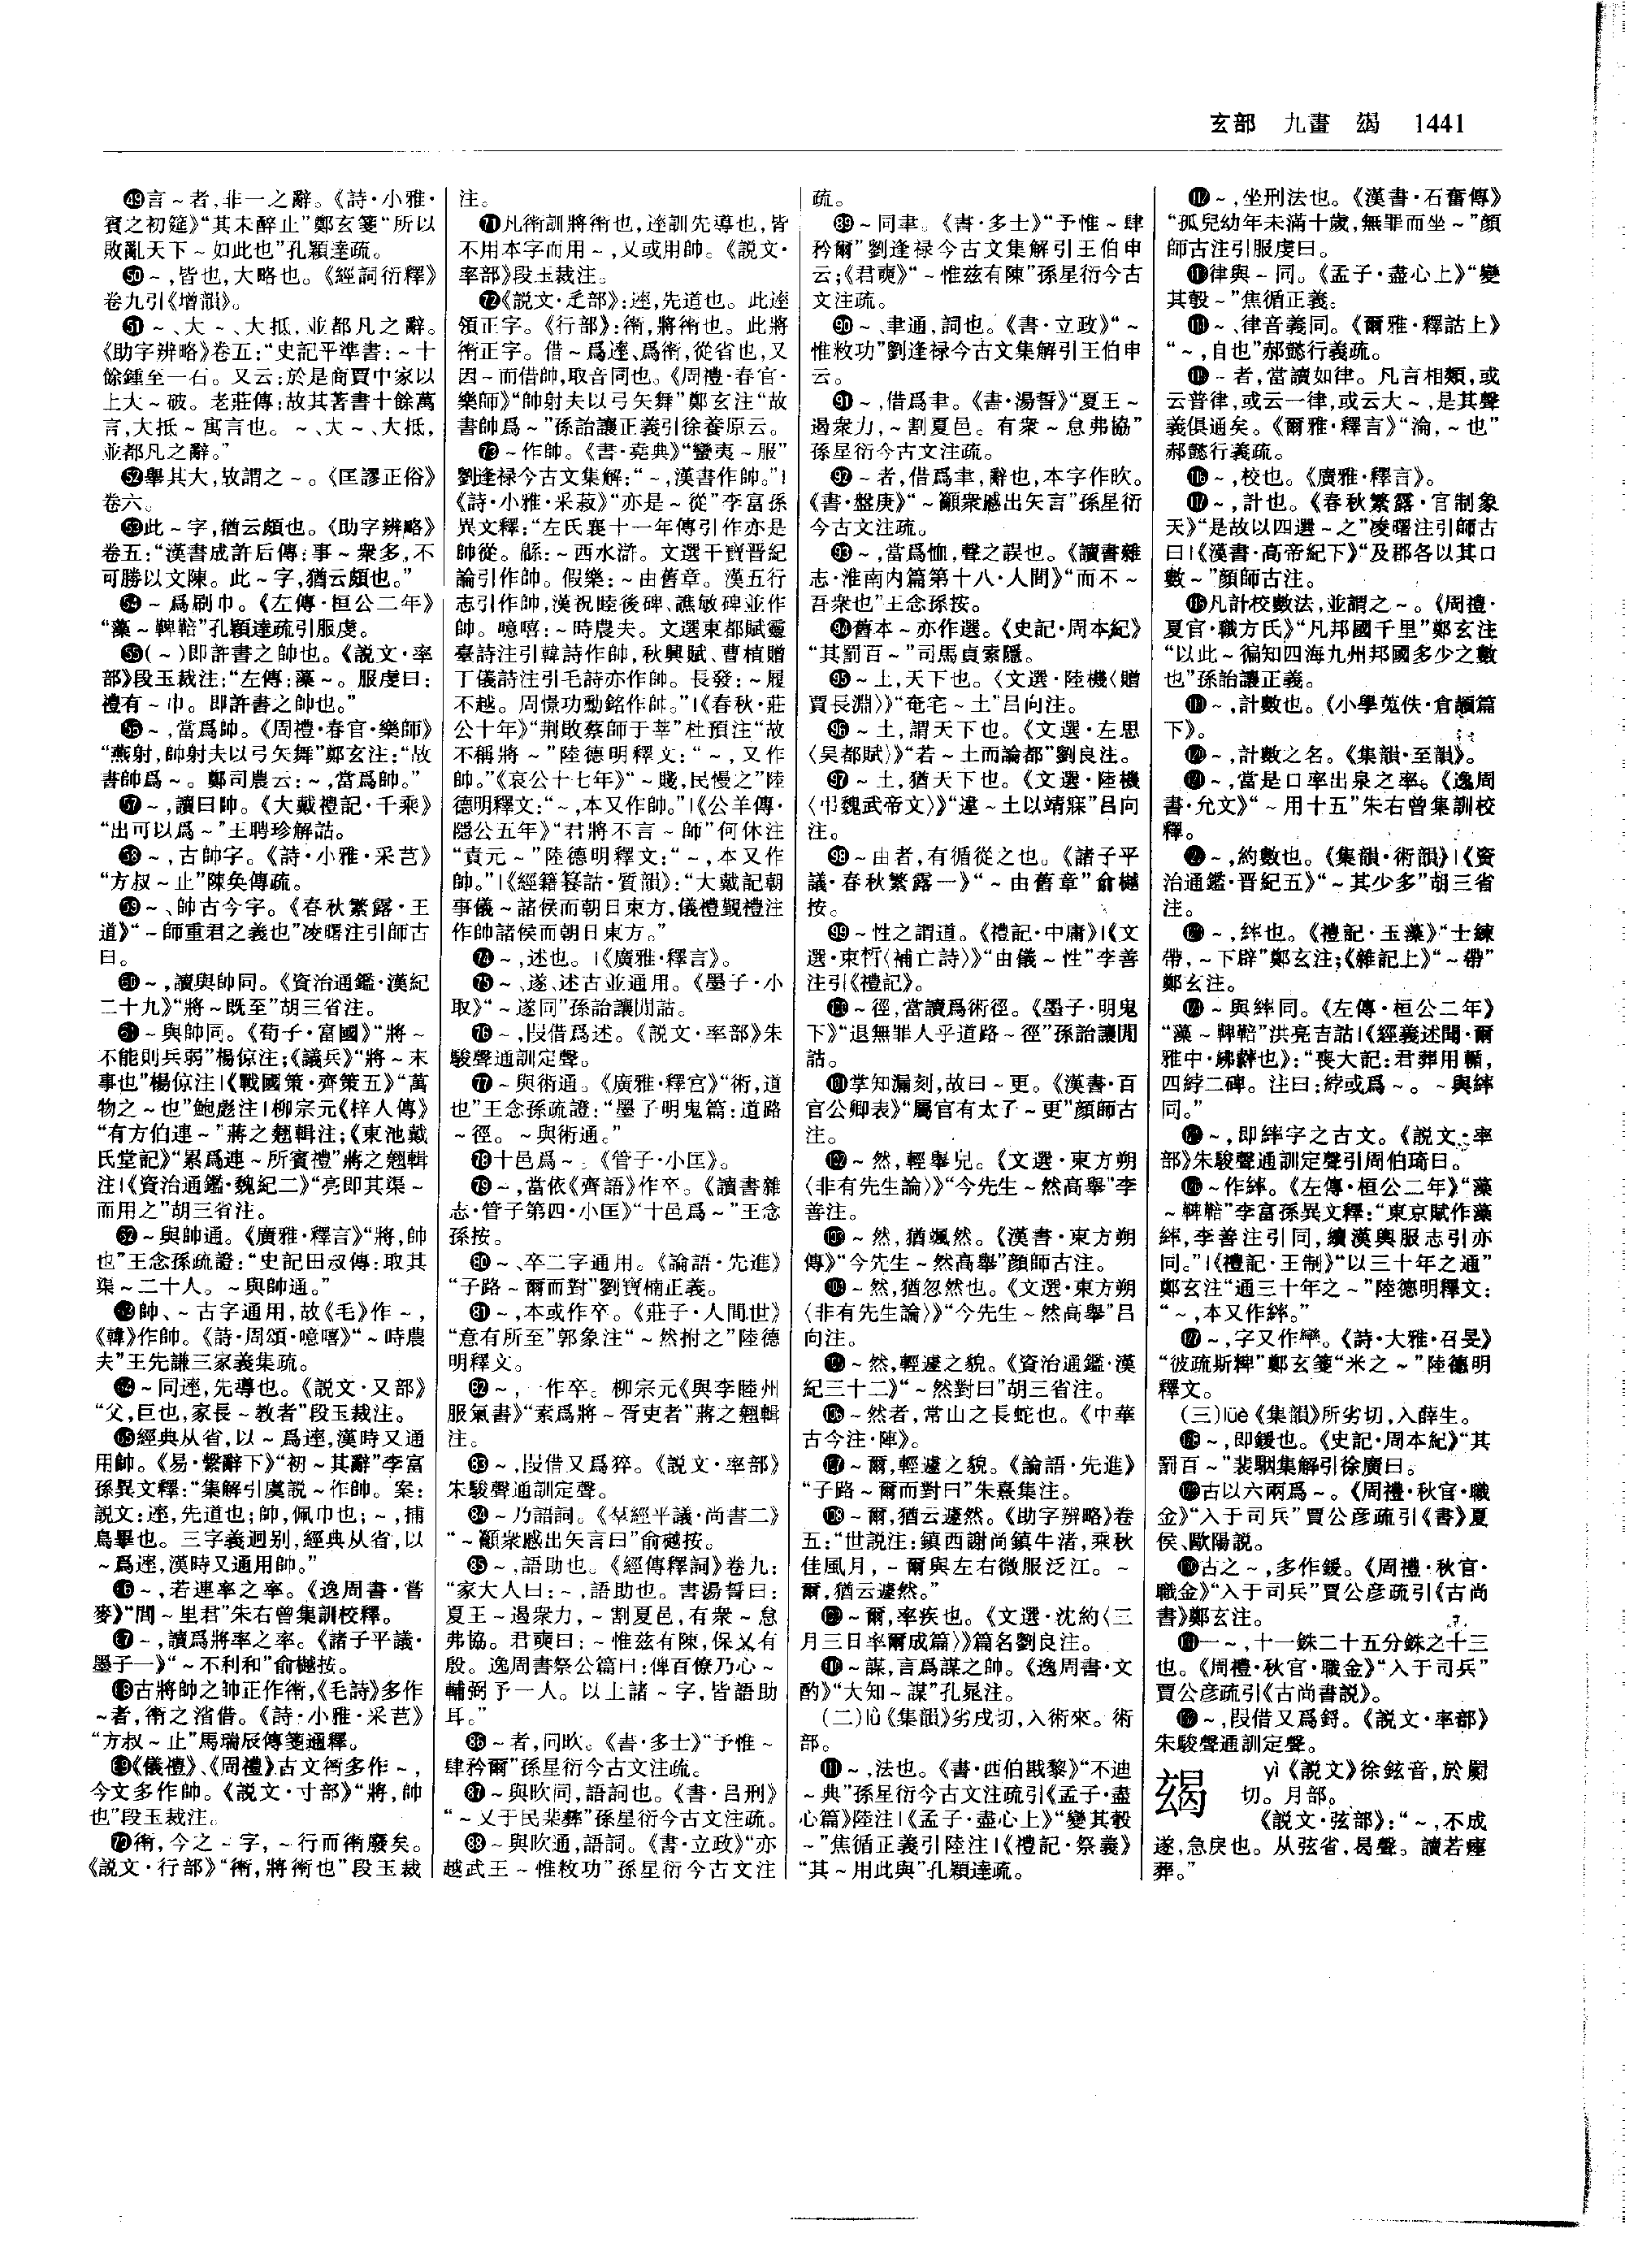 玄部　九畫　𥿊　1441
㊾言～者,非一之辭。《詩·小雅·
賓之初筵》“其未醉止”鄭玄箋“所以
敗亂天下～如此也”孔穎達疏。
㊿～,皆也,大略也。《經詞衍釋》
卷九引《增韻》。
51～、大～、大抵,並都凡之辭。
《助字辨略》卷五:“史記平準書:～十
餘鍾至一石。又云:於是商賈中家以
上大～破。老莊傳:故其著書十餘萬
言,大抵～寓言也。～、大～、大抵,
並都凡之辭。”
52舉其大,故謂之～。《匡謬正俗》
卷六。
53此～字,猶云頗也。《助字辨略》
卷五:“漢書成許后傳:事～衆多,不
可勝以文陳。此～字,猶云頗也。”
54～爲刷巾。《左傳·桓公二年》
“藻～鞞鞛”孔穎達疏引服虔。
55(～)即許書之帥也。《説文·率
部》段玉裁注:“左傳:藻～。服虔曰:
禮有～巾。即許書之帥也。”
56～,當爲帥。《周禮·春官·樂師》
“燕射,帥射夫以弓矢舞”鄭玄注:“故
書帥爲～。鄭司農云:～,當爲帥。”
57～,讀曰帥。《大戴禮記·千乘》
“出可以爲～”王聘珍解詁。
58～,古帥字。《詩·小雅·采芑》
“方叔～止”陳奂傳疏。
59～、帥古今字。《春秋繁露·王
道》“～師重君之義也”凌曙注引師古
曰。
60～,讀與帥同。《資治通鑑·漢紀
二十九》“將～既至”胡三省注。
61～與帥同。《荀子·富國》“將～
不能則兵弱”楊倞注;《議兵》“將～末
事也”楊倞注|《戰國策·齊策五》“萬
物之～也”鮑彪注|柳宗元《梓人傳》
“有方伯連～”蔣之翹輯注;《東池戴
氏堂記》“累爲連～所賓禮”蔣之翹輯
注|《資治通鑑·魏紀二》“亮即其渠～
而用之”胡三省注。
62～與帥通。《廣雅·釋言》“將,帥
也”王念孫疏證:“史記田叔傳:取其
渠～二十人。～與帥通。”
63帥、～古字通用,故《毛》作～,
《韓》作帥。《詩·周頌·噫嘻》“～時農
夫”王先謙三家義集疏。
64～同逹,先導也。《説文·又部》
“父,巨也,家長～教者”段玉裁注。
65經典从省,以～爲䢦,漢時又通
用帥。《易·繫辭下》“初～其辭”李富
孫異文釋:“集解引虞説～作帥。案:
説文:䢦,先道也;帥,佩巾也;～,捕
鳥畢也。三字義迥别,經典从省,以
～爲䢦,漢時又通用帥。”
66～,若連率之率。《逸周書·嘗
麥》“閭～里君”朱右曾集訓校釋。
67～,讀爲將率之率。《諸子平議·
墨子一》“～不利和”俞樾按。
68古將帥之帥正作𧗿,《毛詩》多作
～者,𧗿之渻借。《詩·小雅·采芑》
“方叔～止”馬瑞辰傳箋通釋。
69《儀禮》、《周禮》古文𧗿多作～,
今文多作帥。《説文·寸部》“將,帥
也”段玉裁注。
70𧗿,今之～字,～行而𧗿廢矣。
《説文·行部》“𧗿,將𧗿也”段玉裁
注。
71凡𧗿訓將𧗿也,䢦訓先導也,皆
不用本字而用～,又或用帥。《説文·
率部》段玉裁注。
72《説文·辵部》:䢦,先道也。此䢦
領正字。《行部》:𧗿,將𧗿也。此將
𧗿正字。借～爲䢦、爲𧗿,從省也,又
因～而借帥,取音同也。《周禮·春官·
樂師》“帥射夫以弓矢舞”鄭玄注“故
書帥爲～”孫詒讓正義引徐養原云。
73～作帥。《書·堯典》“蠻夷～服”
劉逢禄今古文集解:“～,漢書作帥。”|
《詩·小雅·采菽》“亦是～從”李富孫
異文釋:“左氏襄十一年傳引作亦是
帥從。緜:～西水滸。文選干寶晉紀
論引作帥。假樂:～由舊章。漢五行
志引作帥,漢祝睦後碑、譙敏碑並作
帥。噫嘻:～時農夫。文選東都賦靈
臺詩注引韓詩作帥,秋興賦、曹植贈
丁儀詩注引毛詩亦作帥。長發:～履
不越。周憬功勳銘作帥。”|《春秋·莊
公十年》“荆敗蔡師于莘”杜預注“故
不稱將～”陸德明釋文:“～,又作
帥。”《哀公十七年》“～賤,民慢之”陸
德明釋文:“～,本又作帥。”|《公羊傳·
隱公五年》“君將不言～師”何休注
“責元～”陸德明釋文:“～,本又作
帥。”|《經籍籑詁·質韻》:“大戴記朝
事儀～諸侯而朝日東方,儀禮覲禮注
作帥諸侯而朝日東方。”
74～,述也。|《廣雅·釋言》。
75～、遂、述古並通用。《墨子·小
取》“～遂同”孫詒讓閒詁。
76～,叚借爲述。《説文·率部》朱
駿聲通訓定聲。
77～與術通。《廣雅·釋宫》“術,道
也”王念孫疏證:“墨子明鬼篇:道路
～徑。～與術通。”
78十邑爲～。《管子·小匡》。
79～,當依《齊語》作卒。《讀書雜
志·管子第四·小匡》“十邑爲～”王念
孫按。
80～、卒二字通用。《論語·先進》
“子路～爾而對”劉寶楠正義。
81～,本或作卒。《莊子·人間世》
“意有所至”郭象注“～然拊之”陸德
明釋文。
82～,一作卒。柳宗元《與李睦州
服氣書》“素爲將～胥吏者”蔣之翹輯
注。
83～,叚借又爲猝。《説文·率部》
朱駿聲通訓定聲。
84～乃語詞。《羣經平議·尚書二》
“～籲衆慼出矢言曰”俞樾按。
85～,語助也。《經傳釋詞》卷九:
“家大人曰:～,語助也。書湯誓曰:
夏王～遏衆力,～割夏邑,有衆～怠
弗協。君奭曰:～惟兹有陳,保乂有
殷。逸周書祭公篇曰:俾百僚乃心～
輔弼予一人。以上諸～字,皆語助
耳。”
86～者,同欥。《書·多士》“予惟～
肆矜爾”孫星衍今古文注疏。
87～與欥同,語詞也。《書·吕刑》
“～乂于民棐彝”孫星衍今古文注疏。
88～與欥通,語詞。《書·立政》“亦
越武王～惟敉功”孫星衍今古文注
疏。
89～同聿。《書·多士》“予惟～肆
矜爾”劉逢禄今古文集解引王伯申
云;《君奭》“～惟兹有陳”孫星衍今古
文注疏。
90～、聿通,詞也。《書·立政》“～
惟敉功”劉逢禄今古文集解引王伯申
云。
91～,借爲聿。《書·湯誓》“夏王～
遏衆力,～割夏邑。有衆～怠弗協”
孫星衍今古文注疏。
92～者,借爲聿,辭也,本字作欥。
《書·盤庚》“～籲衆慼出矢言”孫星衍
今古文注疏。
93～,當爲恤,聲之誤也。《讀書雜
志·淮南内篇第十八·人間》“而不～
吾衆也”王念孫按。
94舊本～亦作選。《史記·周本紀》
“其罰百～”司馬貞索隱。
95～土,天下也。《文選·陸機〈贈
賈長淵〉》“奄宅～土”吕向注。
96～土,謂天下也。《文選·左思
〈吴都賦〉》“若～土而論都”劉良注。
97～土,猶天下也。《文選·陸機
〈弔魏武帝文〉》“違～土以靖寐”吕向
注。
98～由者,有循從之也。《諸子平
議·春秋繁露一》“～由舊章”俞樾
按。
99～性之謂道。《禮記·中庸》|《文
選·束晳〈補亡詩〉》“由儀～性”李善
注引《禮記》。
100～徑,當讀爲術徑。《墨子·明鬼
下》“退無罪人乎道路～徑”孫詒讓閒
詁。
101掌知漏刻,故曰～更。《漢書·百
官公卿表》“屬官有太子～更”顔師古
注。
102～然,輕舉皃。《文選·東方朔
〈非有先生論〉》“今先生～然高舉”李
善注。
103～然,猶颯然。《漢書·東方朔
傳》“今先生～然高舉”顔師古注。
104～然,猶忽然也。《文選·東方朔
〈非有先生論〉》“今先生～然高舉”吕
向注。
105～然,輕遽之貌。《資治通鑑·漢
紀三十二》“～然對曰”胡三省注。
106～然者,常山之長蛇也。《中華
古今注·陣》。
107～爾,輕遽之貌。《論語·先進》
“子路～爾而對曰”朱熹集注。
108～爾,猶云遽然。《助字辨略》卷
五:“世説注:鎮西謝尚鎮牛渚,乘秋
佳風月,～爾與左右微服泛江。～
爾,猶云遽然。”
109～爾,率疾也。《文選·沈約〈三
月三日率爾成篇〉》篇名劉良注。
110～謀,言爲謀之帥。《逸周書·文
酌》“大知～謀”孔晁注。
(二)lǜ《集韻》劣戌切,入術來。術
部。
111～,法也。《書·西伯戡黎》“不迪
～典”孫星衍今古文注疏引《孟子·盡
心篇》陸注|《孟子·盡心上》“變其彀
～”焦循正義引陸注|《禮記·祭義》
“其～用此與”孔穎達疏。
112～,坐刑法也。《漢書·石奮傳》
“孤兒幼年未滿十歲,無罪而坐～”顔
師古注引服虔曰。
113律與～同。《孟子·盡心上》“變
其彀～”焦循正義。
114～、律音義同。《爾雅·釋詁上》
“～,自也”郝懿行義疏。
115～者,當讀如律。凡言相類,或
云普律,或云一律,或云大～,是其聲
義俱通矣。《爾雅·釋言》“淪,～也”
郝懿行義疏。
116～,校也。《廣雅·釋言》。
117～,計也。《春秋繁露·官制象
天》“是故以四選～之”凌曙注引師古
曰|《漢書·高帝紀下》“及郡各以其口
數～”顔師古注。
118凡計校數法,並謂之～。《周禮·
夏官·職方氏》“凡邦國千里”鄭玄注
“以此～徧知四海九州邦國多少之數
也”孫詒讓正義。
119～,計數也。《小學蒐佚·倉頡篇
下》。
120～,計數之名。《集韻·至韻》。
121～,當是口率出泉之率。《逸周
書·允文》“～用十五”朱右曾集訓校
釋。
122～,約數也。《集韻·術韻》|《資
治通鑑·晉紀五》“～其少多”胡三省
注。
123～,繂也。《禮記·玉藻》“士練
帶,～下辟”鄭玄注;《雜記上》“～帶”
鄭玄注。
124～與繂同。《左傳·桓公二年》
“藻～鞞鞛”洪亮吉詁|《經義述聞·爾
雅中·紼䋎也》:“喪大記:君葬用輴,
四綍二碑。注曰:綍或爲～。～與繂
同。”
125～,即繂字之古文。《説文·率
部》朱駿聲通訓定聲引周伯琦曰。
126～作繂。《左傳·桓公二年》“藻
～鞞鞛”李富孫異文釋:“東京賦作藻
繂,李善注引同,續漢輿服志引亦
同。”|《禮記·王制》“以三十年之通”
鄭玄注“通三十年之～”陸德明釋文:
“～,本又作繂。”
127～,字又作䊪。《詩·大雅·召旻》
“彼疏斯粺”鄭玄箋“米之～”陸德明
釋文。
(三)lüè《集韻》所劣切,入薛生。
128～,即鍰也。《史記·周本紀》“其
罰百～”裴駰集解引徐廣曰。
129古以六兩爲～。《周禮·秋官·職
金》“入于司兵”賈公彦疏引《書》夏
侯、歐陽説。
130古之～,多作鍰。《周禮·秋官·
職金》“入于司兵”賈公彦疏引《古尚
書》鄭玄注。
131一～,十一銖二十五分銖之十三
也。《周禮·秋官·職金》“入于司兵”
賈公彦疏引《古尚書説》。
132～,叚借又爲鋝。《説文·率部》
朱駿聲通訓定聲。
yì《説文》徐鉉音,於罽
切。月部。
《説文·弦部》:“～,不成
遂,急戾也。从弦省,曷聲。讀若瘞
葬。”